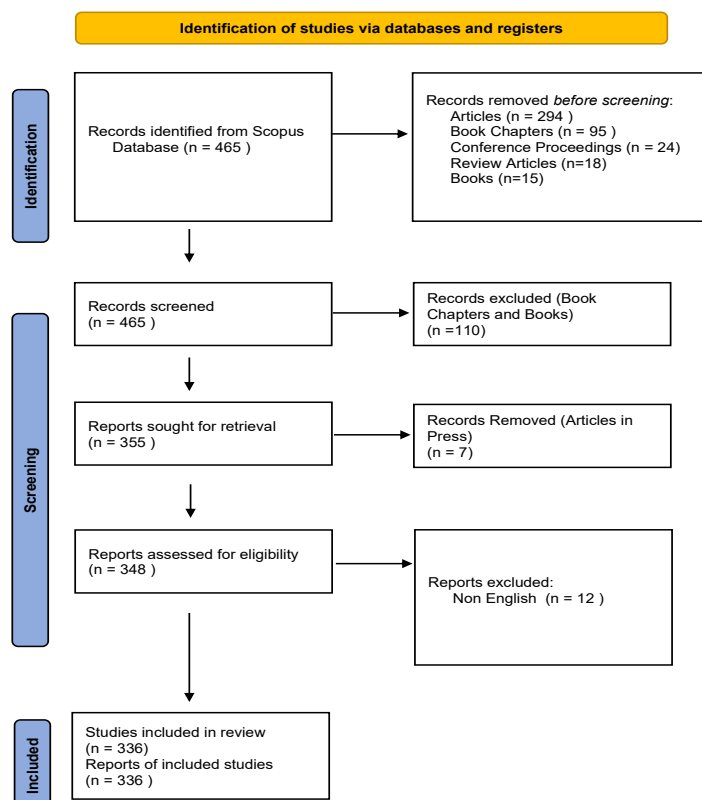 Identification of studies via databases and registers
Identification
Records identified from Scopus
Database (n = 465 )
Records removed before screening:
Articles (n = 294 )
Book Chapters (n = 95 )
Conference Proceedings (n = 24)
Review Articles (n=18)
Books (n=15)
Screening
Records screened
(n = 465 )
Records excluded (Book
Chapters and Books)
(n =110)
Reports sought for retrieval
(n = 355 )
Records Removed (Articles in
Press)
(n = 7)
Reports assessed for eligibility
(n = 348 )
Reports excluded:
Non English  (n = 12 )
Included
Studies included in review
(n = 336)
Reports of included studies
(n = 336 )